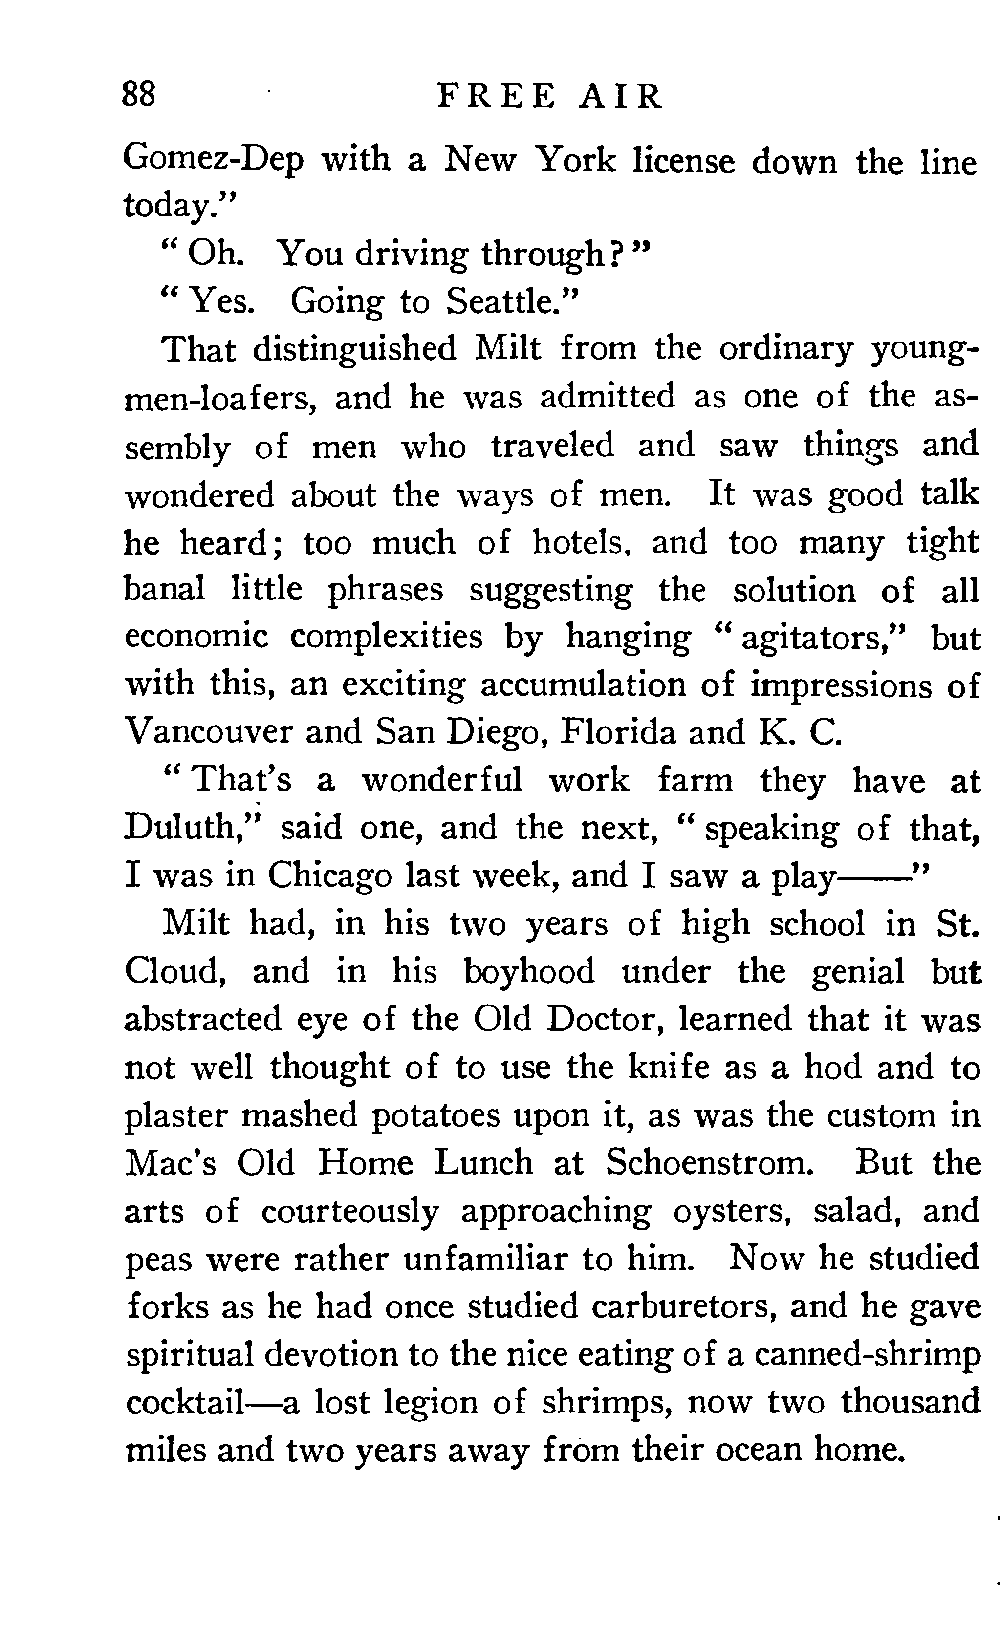 88 FREE AIR
Gomez-Dep with a New York license down the line
today."
" Oh. You driving through?"
" Yes. Going to Seattle."
That distinguished Milt from the ordinary young-
men-loafers, and he was admitted as one of the as-
sembly of men who traveled and saw things and
wondered about the ways of men. It was good talk
he heard; too much of hotels, and too many tight
banal little phrases suggesting the solution of all
economic complexities by hanging " agitators," but
with this, an exciting accumulation of impressions of
Vancouver and San Diego, Florida and K. C.
" That's a wonderful work farm they have at
Duluth," said one, and the next, " speaking of that,
I was in Chicago last week, and I saw a play——"
Milt had, in his two years of high school in St.
Cloud, and in his boyhood under the genial but
abstracted eye of the Old Doctor, learned that it was
not well thought of to use the knife as a hod and to
plaster mashed potatoes upon it, as was the custom in
Mac's Old Home Lunch at Schoenstrom. But the
arts of courteously approaching oysters, salad, and
peas were rather unfamiliar to him. Now he studied
forks as he had once studied carburetors, and he gave
spiritual devotion to the nice eating of a canned-shrimp
cocktail—a lost legion of shrimps, now two thousand
miles and two years away from their ocean home.